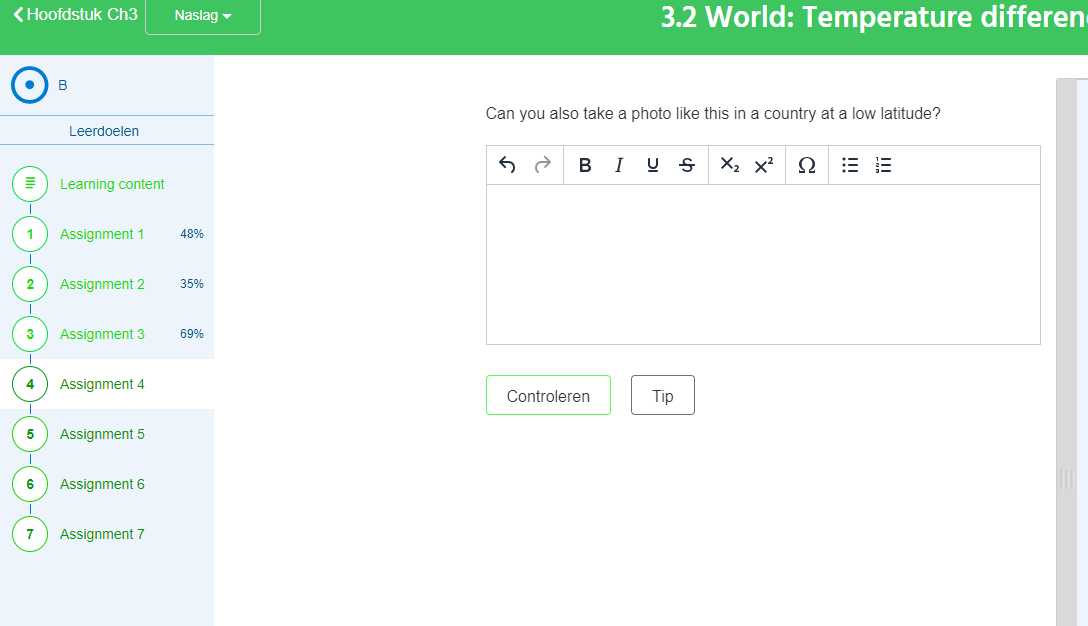 Hoofdstuk Ch3
Naslag
3.2 World: Temperature differen
B
Leerdoelen
Learning content
1 Assignment 1 48%
2 Assignment 2 35%
3 Assignment 3 69%
4 Assignment 4
5 Assignment 5
6 Assignment 6
7 Assignment 7
Can you also take a photo like this in a country at a low latitude?
B I U S X₂ X² Ω
Controleren
Tip